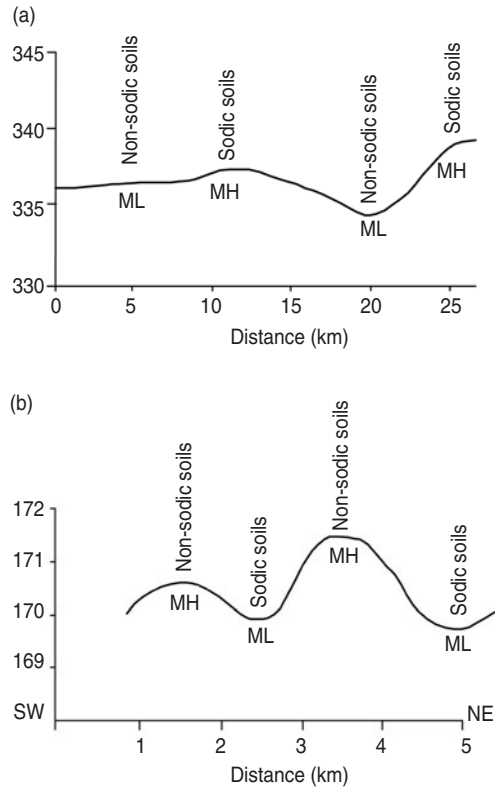 (a)
345
340
335
330
Non-sodic soils
Sodic soils
Non-sodic soils
Sodic soils
ML
MH
ML
MH
0 5 10 15 20 25
Distance (km)
(b)
172
171
170
169
Non-sodic soils
Sodic soils
Non-sodic soils
Sodic soils
MH
ML
MH
ML
SW
NE
1 2 3 4 5
Distance (km)